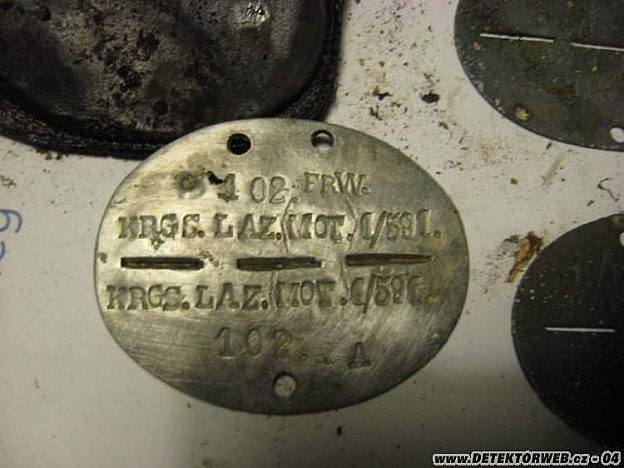 102 FRW.
KRGS. LAZ. MOT. 1/591.
KRGS. LAZ. MOT. 1/591.
102. A
www.DETEKTORWEB.cz - 04